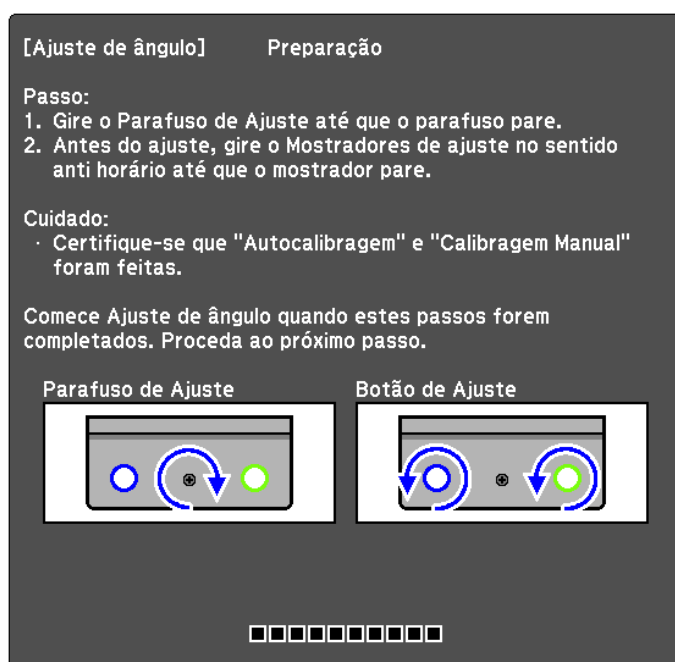 [Ajuste de ângulo] Preparação
Passo:
1. Gire o Parafuso de Ajuste até que o parafuso pare.
2. Antes do ajuste, gire o Mostradores de ajuste no sentido
anti horário até que o mostrador pare.
Cuidado:
· Certifique-se que "Autocalibragem" e "Calibragem Manual"
foram feitas.
Comece Ajuste de ângulo quando estes passos forem
completados. Proceda ao próximo passo.
Parafuso de Ajuste Botão de Ajuste